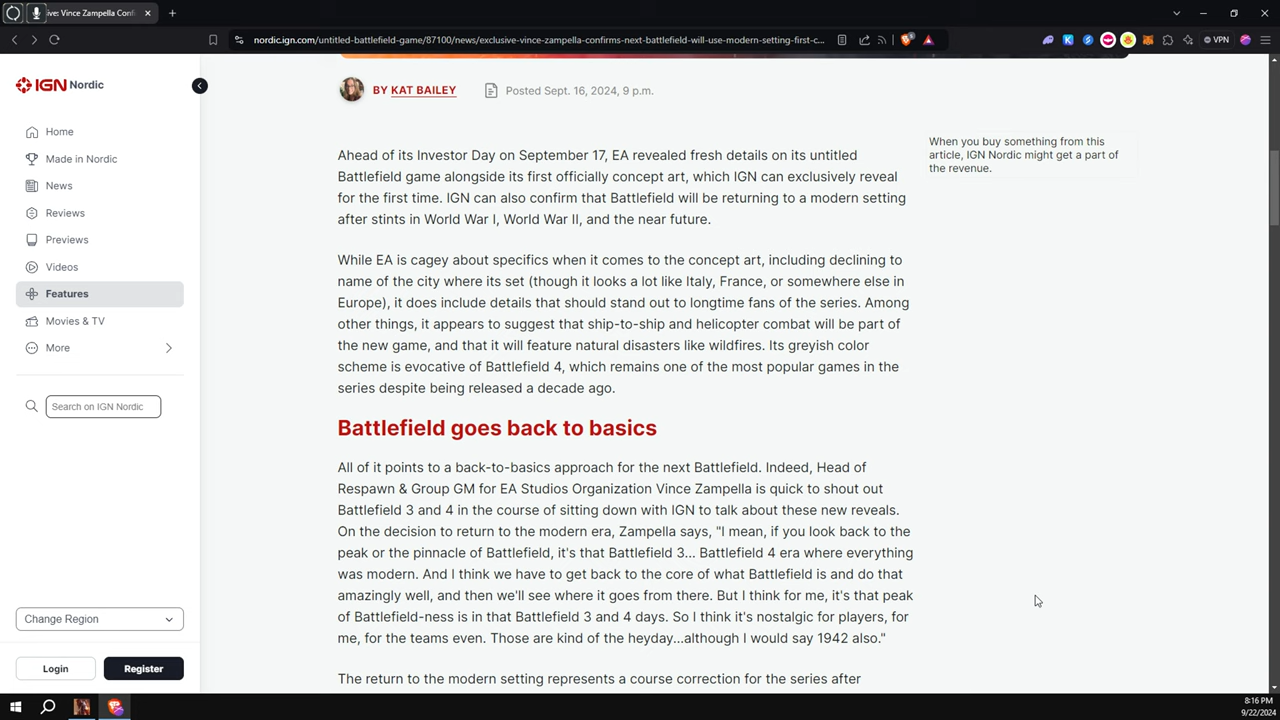 ive: Vince Zampella Conf
nordic.ign.com/untitled-battlefield-game/87100/news/exclusive-vince-zampella-confirms-next-battlefield-will-use-modern-setting-first-c...
VPN
IGN Nordic
Home
Made in Nordic
News
Reviews
Previews
Videos
Features
Movies & TV
More
Search on IGN Nordic
Change Region
Login
Register
BY KAT BAILEY
Posted Sept. 16, 2024, 9 p.m.
Ahead of its Investor Day on September 17, EA revealed fresh details on its untitled
Battlefield game alongside its first officially concept art, which IGN can exclusively reveal
for the first time. IGN can also confirm that Battlefield will be returning to a modern setting
after stints in World War I, World War II, and the near future.
While EA is cagey about specifics when it comes to the concept art, including declining to
name of the city where its set (though it looks a lot like Italy, France, or somewhere else in
Europe), it does include details that should stand out to longtime fans of the series. Among
other things, it appears to suggest that ship-to-ship and helicopter combat will be part of
the new game, and that it will feature natural disasters like wildfires. Its greyish color
scheme is evocative of Battlefield 4, which remains one of the most popular games in the
series despite being released a decade ago.
Battlefield goes back to basics
All of it points to a back-to-basics approach for the next Battlefield. Indeed, Head of
Respawn & Group GM for EA Studios Organization Vince Zampella is quick to shout out
Battlefield 3 and 4 in the course of sitting down with IGN to talk about these new reveals.
On the decision to return to the modern era, Zampella says, "I mean, if you look back to the
peak or the pinnacle of Battlefield, it's that Battlefield 3... Battlefield 4 era where everything
was modern. And I think we have to get back to the core of what Battlefield is and do that
amazingly well, and then we'll see where it goes from there. But I think for me, it's that peak
of Battlefield-ness is in that Battlefield 3 and 4 days. So I think it's nostalgic for players, for
me, for the teams even. Those are kind of the heyday...although I would say 1942 also."
The return to the modern setting represents a course correction for the series after
When you buy something from this
article, IGN Nordic might get a part of
the revenue.
8:16 PM
9/22/2024